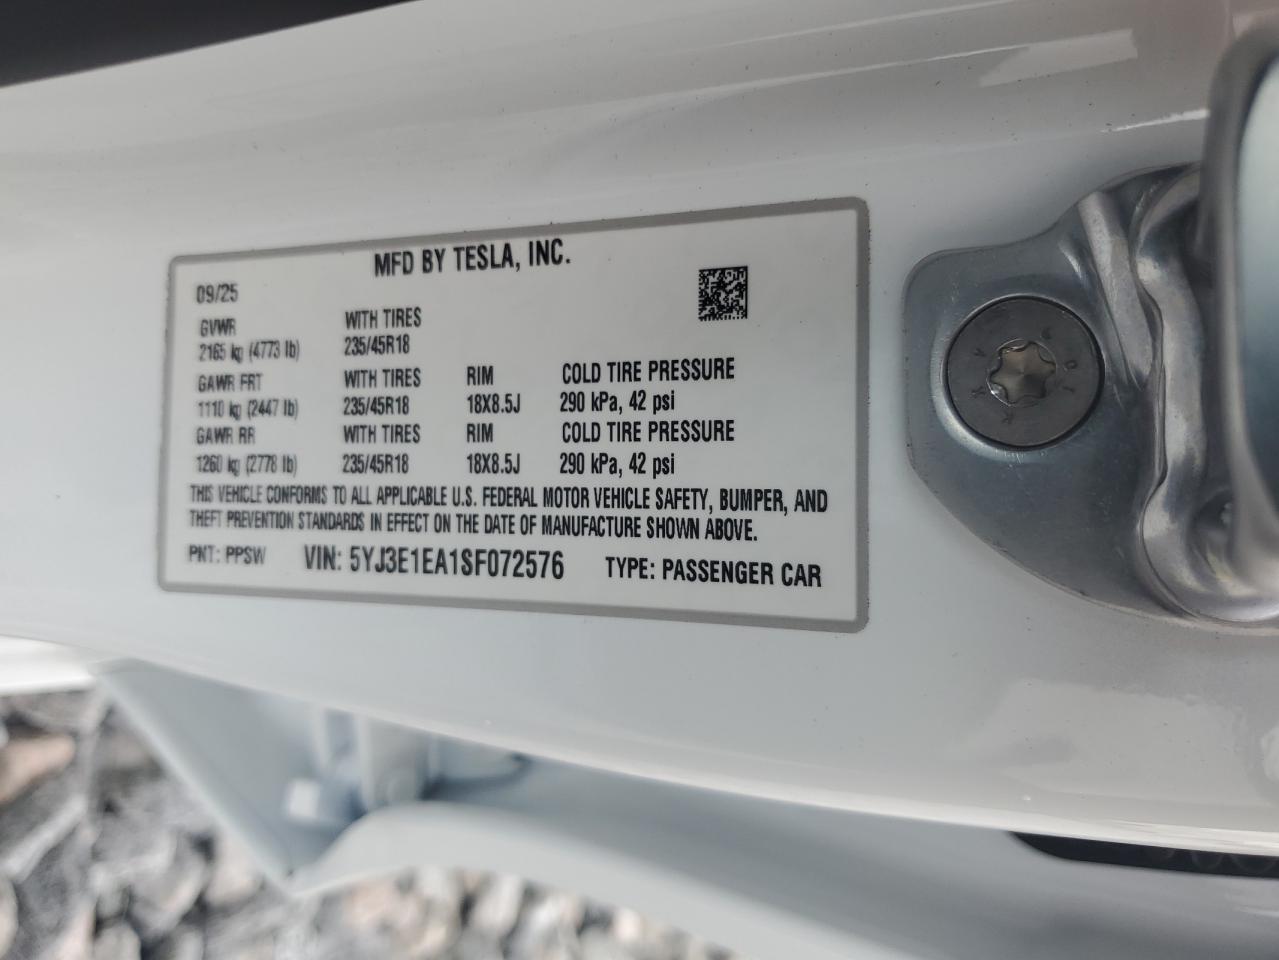 MFD BY TESLA, INC.
09/25
GVWR WITH TIRES
2165 kg (4773 lb) 235/45R18
GAWR FRT WITH TIRES RIM COLD TIRE PRESSURE
1110 kg (2447 lb) 235/45R18 18X8.5J 290 kPa, 42 psi
GAWR RR WITH TIRES RIM COLD TIRE PRESSURE
1260 kg (2778 lb) 235/45R18 18X8.5J 290 kPa, 42 psi
THIS VEHICLE CONFORMS TO ALL APPLICABLE U.S. FEDERAL MOTOR VEHICLE SAFETY, BUMPER, AND
THEFT PREVENTION STANDARDS IN EFFECT ON THE DATE OF MANUFACTURE SHOWN ABOVE.
PNT: PPSW VIN: 5YJ3E1EA1SF072576 TYPE: PASSENGER CAR